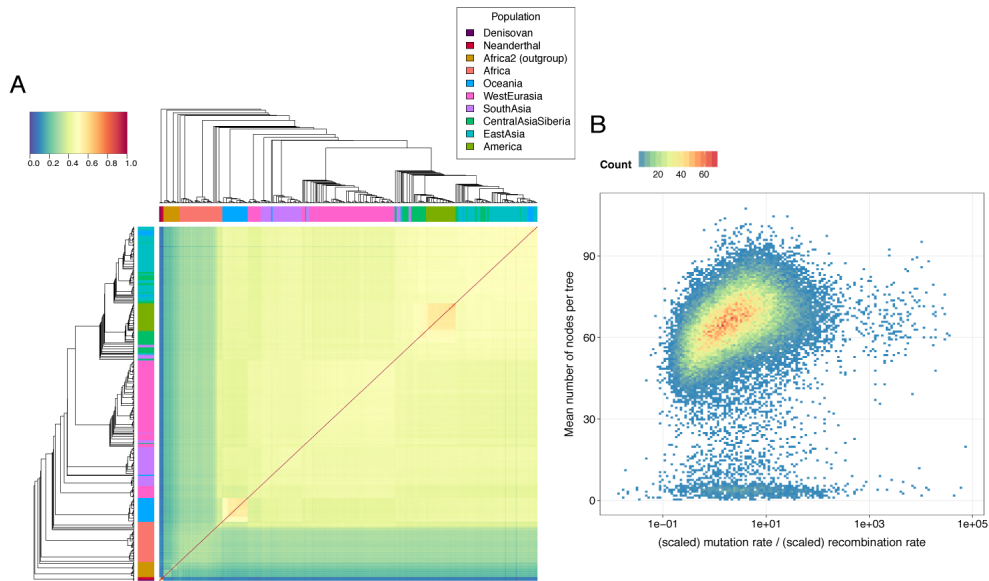 Population
Denisovan
Neanderthal
Africa2 (outgroup)
Africa
Oceania
WestEurasia
SouthAsia
CentralAsiaSiberia
EastAsia
America
A
0.0 0.2 0.4 0.6 0.8 1.0
B
Count
20 40 60
Mean number of nodes per tree
90
60
30
0
1e−01 1e+01 1e+03 1e+05
(scaled) mutation rate / (scaled) recombination rate